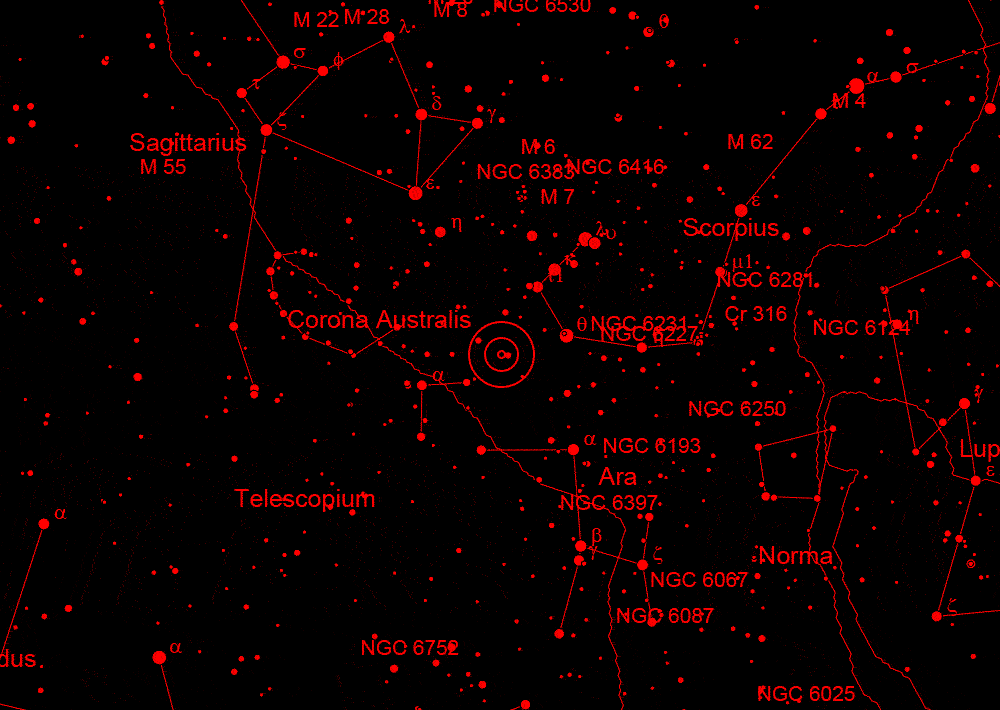 NGC 6530
M 8
M 22 M 28
λ
θ
σ
φ
σ
α
τ
M 4
δ
γ
ζ
Sagittarius
M 6
M 62
M 55
NGC 6383
NGC 6416
ε
M 7
ε
η
λ υ
Scorpius
μ1
NGC 6281
ι1
Corona Australis
θ
NGC 6231
Cr 316
η
NGC 6227
NGC 6124
α
γ
NGC 6250
α
NGC 6193
Lup
Ara
ε
Telescopium
NGC 6397
α
β
γ
ζ
Norma
NGC 6067
ζ
NGC 6087
α
NGC 6752
dus
NGC 6025